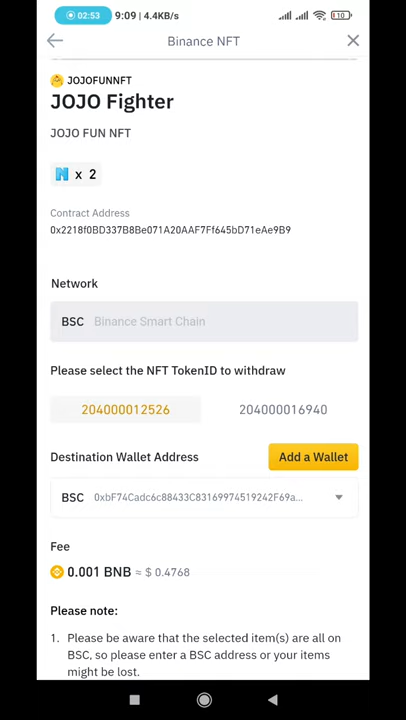 02:53 9:09 | 4.4KB/s 10
Binance NFT
JOJOFUNNFT
JOJO Fighter
JOJO FUN NFT
N x 2
Contract Address
0x2218f0BD337B8Be071A20AAF7Ff645bD71eAe9B9
Network
BSC Binance Smart Chain
Please select the NFT TokenID to withdraw
204000012526 204000016940
Destination Wallet Address Add a Wallet
BSC 0xbF74Cadc6c88433C83169974519242F69a...
Fee
0.001 BNB ≈ $ 0.4768
Please note:
1. Please be aware that the selected item(s) are all on
BSC, so please enter a BSC address or your items
might be lost.